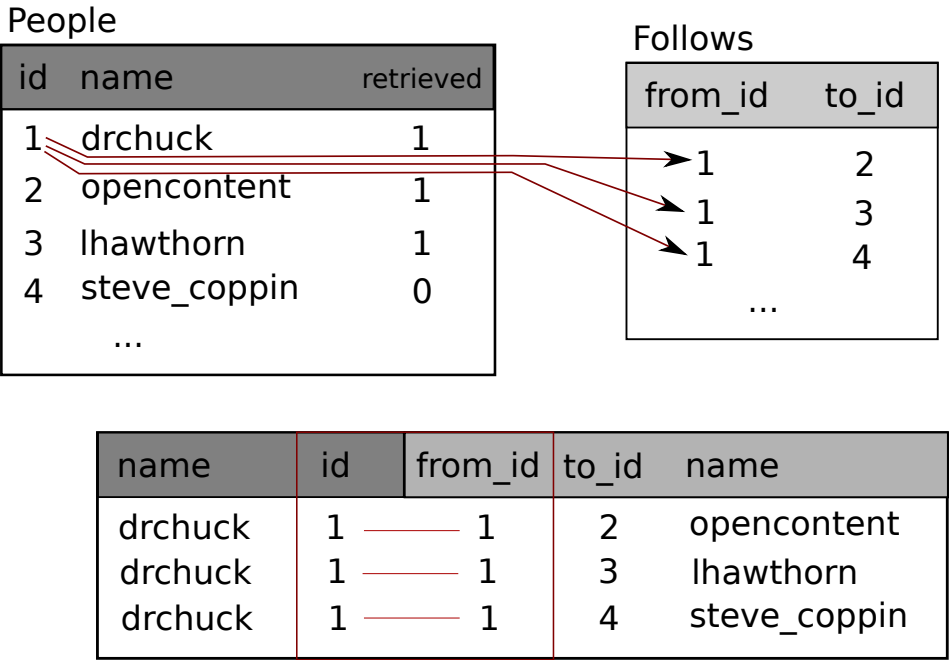 People
id name retrieved
1 drchuck 1
2 opencontent 1
3 lhawthorn 1
4 steve_coppin 0
...
Follows
from_id to_id
1 2
1 3
1 4
...
name id from_id to_id name
drchuck 1 1 2 opencontent
drchuck 1 1 3 lhawthorn
drchuck 1 1 4 steve_coppin